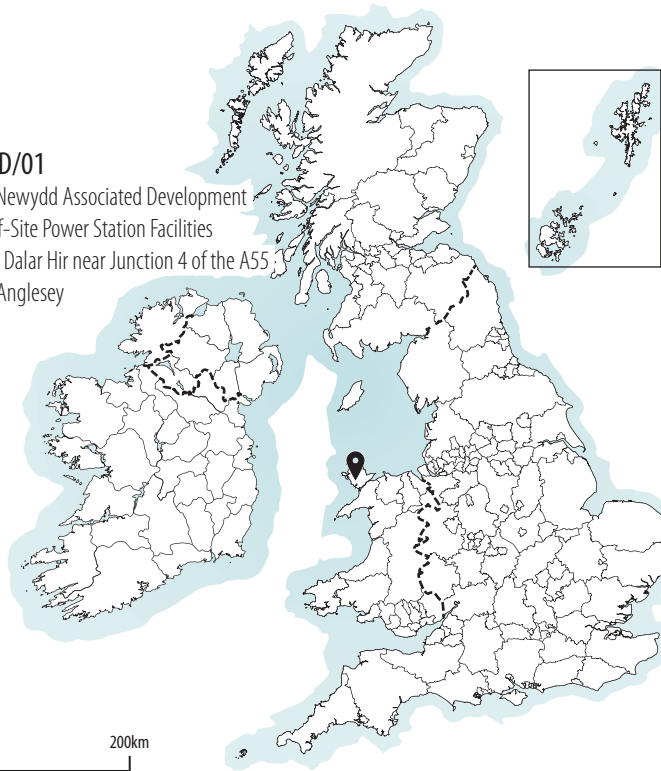 D/01
Newydd Associated Development
f-Site Power Station Facilities
Dalar Hir near Junction 4 of the A55
Anglesey
200km